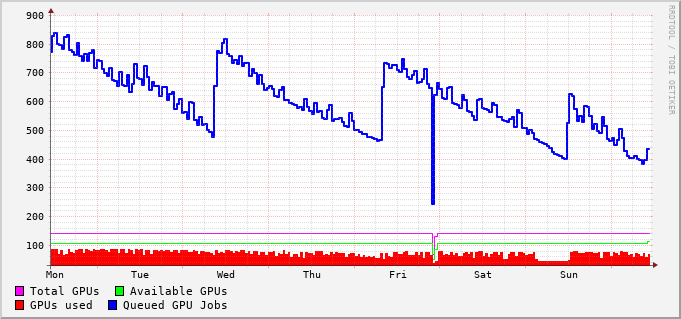 900
800
700
600
500
400
300
200
100
Mon Tue Wed Thu Fri Sat Sun
Total GPUs Available GPUs
GPUs used Queued GPU Jobs
RRDTOOL / TOBI OETIKER